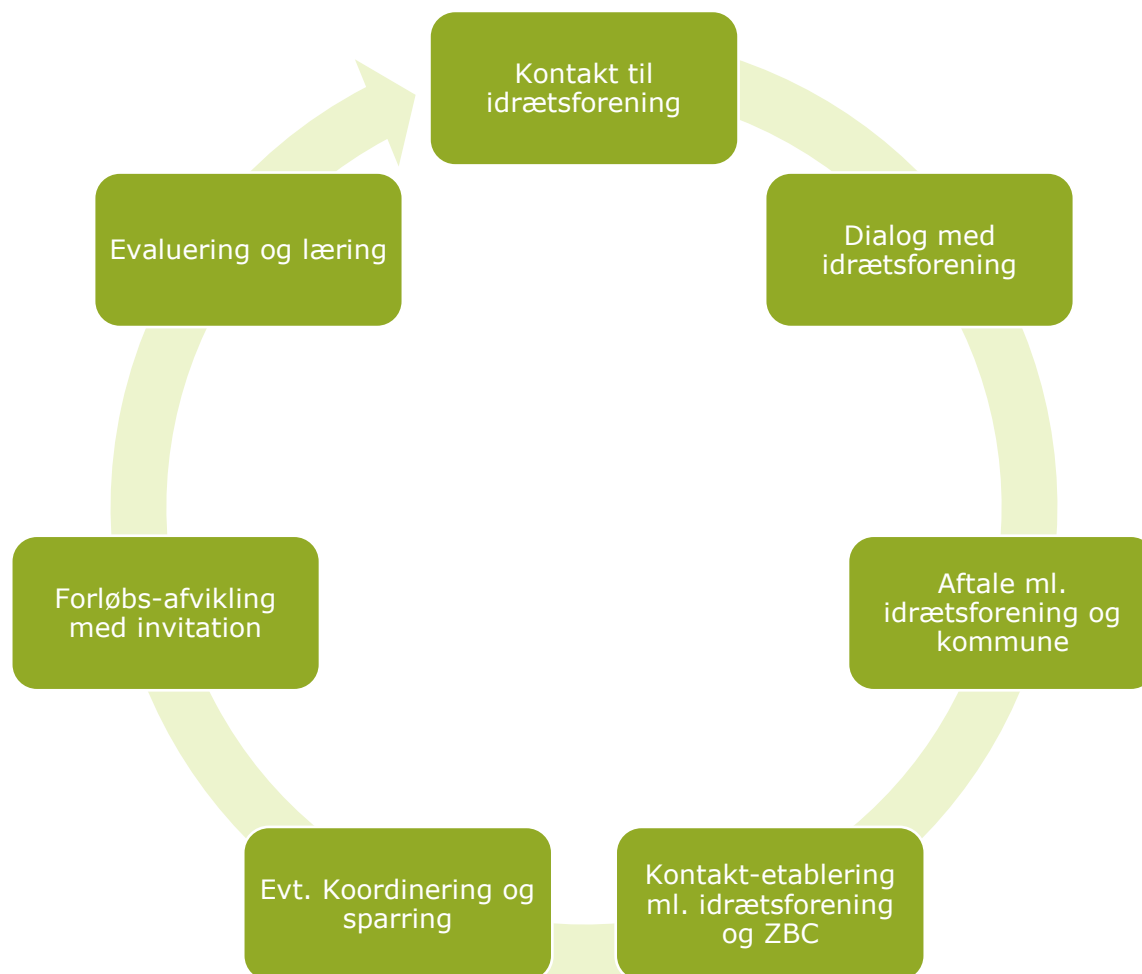 Kontakt til
idrætsforening
Dialog med
idrætsforening
Aftale ml.
idrætsforening og
kommune
Kontakt-etablering
ml. idrætsforening
og ZBC
Evt. Koordinering og
sparring
Forløbs-afvikling
med invitation
Evaluering og læring